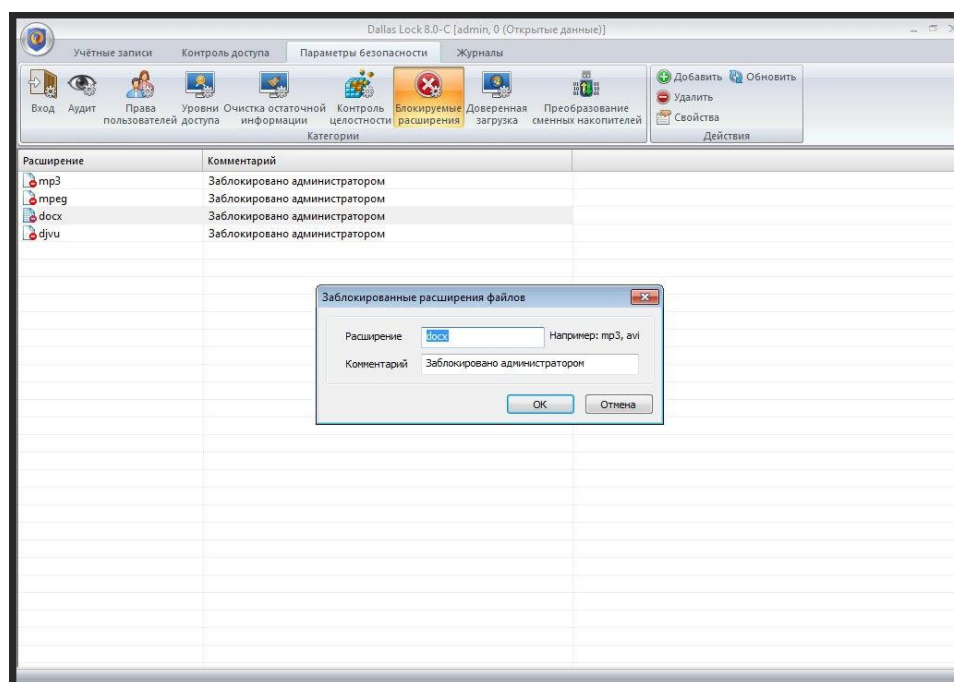 Dallas Lock 8.0-С [admin, 0 (Открытые данные)]
Учётные записи Контроль доступа Параметры безопасности Журналы
Вход Аудит Права пользователей Уровни доступа Очистка остаточной информации Контроль целостности Блокируемые расширения Доверенная загрузка Преобразование сменных накопителей
Категории
Добавить Обновить
Удалить
Свойства
Действия
Расширение Комментарий
mp3 Заблокировано администратором
mpeg Заблокировано администратором
docx Заблокировано администратором
djvu Заблокировано администратором
Заблокированные расширения файлов
Расширение docx Например: mp3, avi
Комментарий Заблокировано администратором
OK Отмена